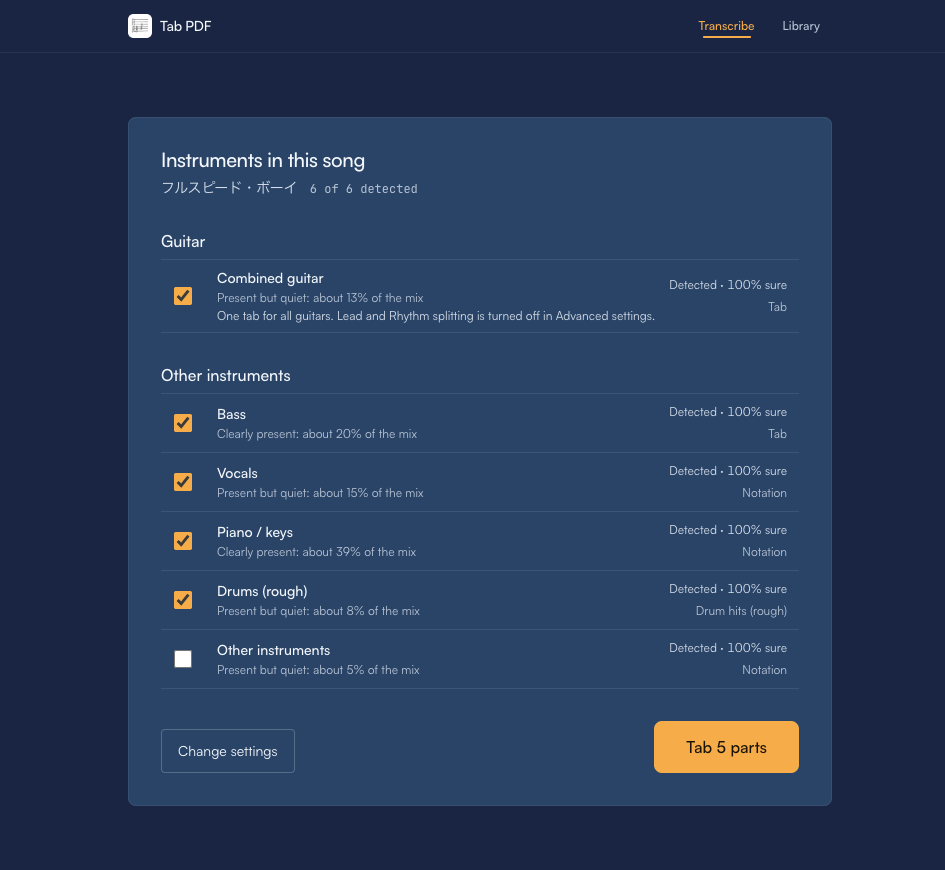 Tab PDF
Transcribe
Library
Instruments in this song
フルスピード・ボーイ 6 of 6 detected
Guitar
Combined guitar
Detected · 100% sure
Present but quiet: about 13% of the mix
Tab
One tab for all guitars. Lead and Rhythm splitting is turned off in Advanced settings.
Other instruments
Bass
Detected · 100% sure
Clearly present: about 20% of the mix
Tab
Vocals
Detected · 100% sure
Present but quiet: about 15% of the mix
Notation
Piano / keys
Detected · 100% sure
Clearly present: about 39% of the mix
Notation
Drums (rough)
Detected · 100% sure
Present but quiet: about 8% of the mix
Drum hits (rough)
Other instruments
Detected · 100% sure
Present but quiet: about 5% of the mix
Notation
Change settings
Tab 5 parts